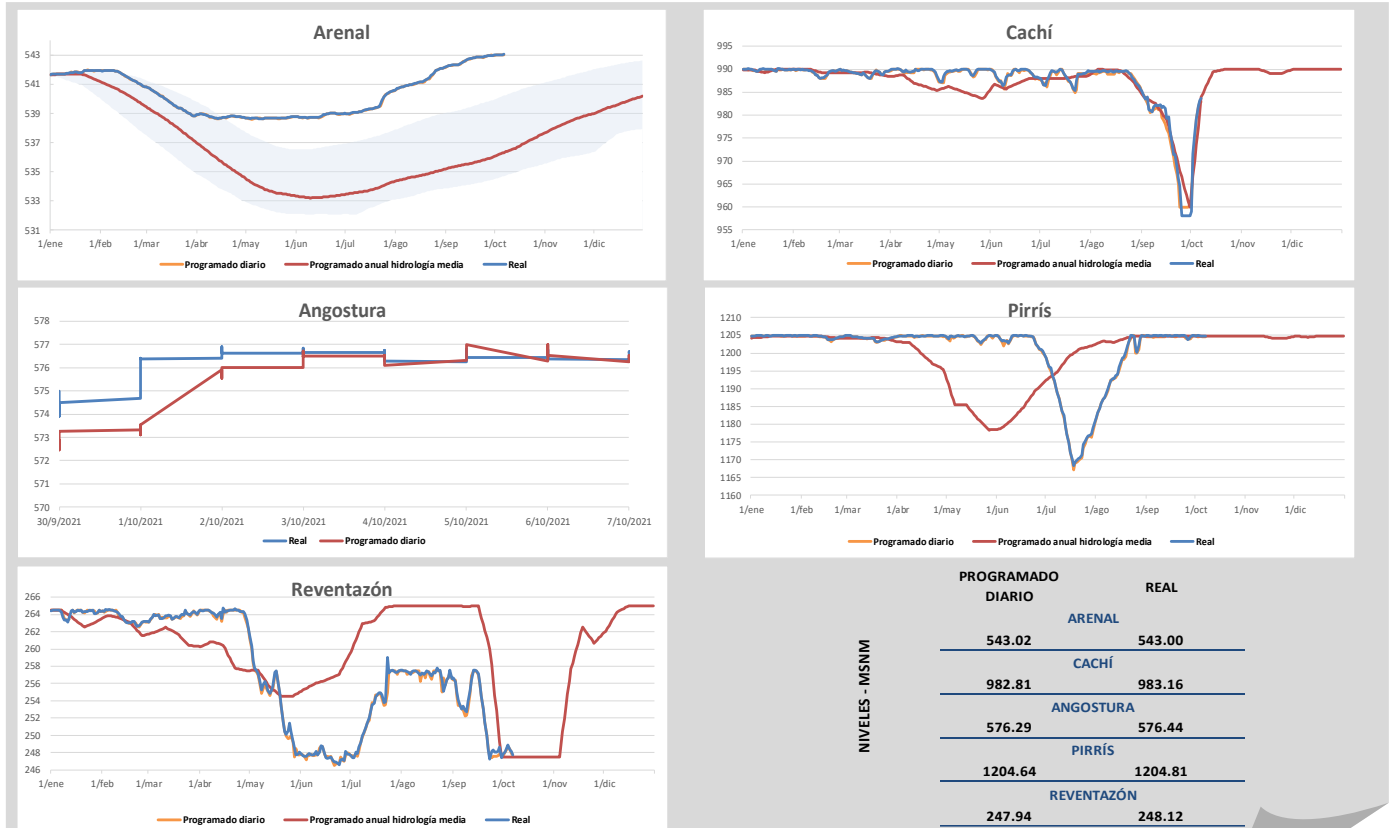 Arenal
543
541
539
537
535
533
531
1/ene 1/feb 1/mar 1/abr 1/may 1/jun 1/jul 1/ago 1/sep 1/oct 1/nov 1/dic
Programado diario Programado anual hidrología media Real
Cachí
995
990
985
980
975
970
965
960
955
1/ene 1/feb 1/mar 1/abr 1/may 1/jun 1/jul 1/ago 1/sep 1/oct 1/nov 1/dic
Programado diario Programado anual hidrología media Real
Angostura
578
577
576
575
574
573
572
571
570
30/9/2021 1/10/2021 2/10/2021 3/10/2021 4/10/2021 5/10/2021 6/10/2021 7/10/2021
Real Programado diario
Pirrís
1210
1205
1200
1195
1190
1185
1180
1175
1170
1165
1160
1/ene 1/feb 1/mar 1/abr 1/may 1/jun 1/jul 1/ago 1/sep 1/oct 1/nov 1/dic
Programado diario Programado anual hidrología media Real
Reventazón
266
264
262
260
258
256
254
252
250
248
246
1/ene 1/feb 1/mar 1/abr 1/may 1/jun 1/jul 1/ago 1/sep 1/oct 1/nov 1/dic
Programado diario Programado anual hidrología media Real
NIVELES - MSNM
PROGRAMADO
DIARIO
REAL
ARENAL
543.02 543.00
CACHÍ
982.81 983.16
ANGOSTURA
576.29 576.44
PIRRÍS
1204.64 1204.81
REVENTAZÓN
247.94 248.12